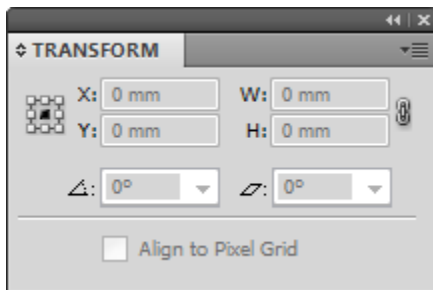 TRANSFORM
X: 0 mm W: 0 mm
Y: 0 mm H: 0 mm
: 0° : 0°
Align to Pixel Grid